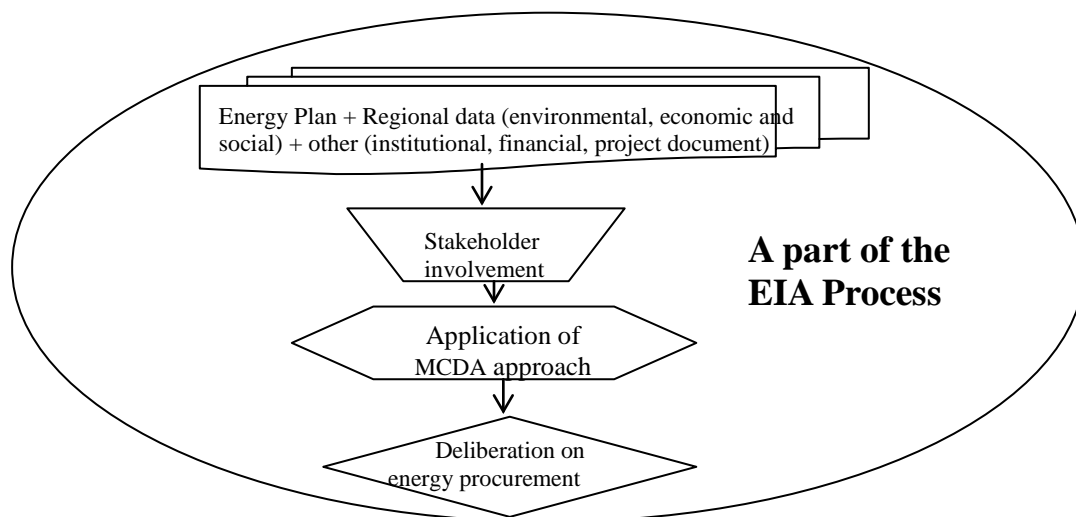 Energy Plan + Regional data (environmental, economic and
social) + other (institutional, financial, project document)
Stakeholder
involvement
A part of the
EIA Process
Application of
MCDA approach
Deliberation on
energy procurement